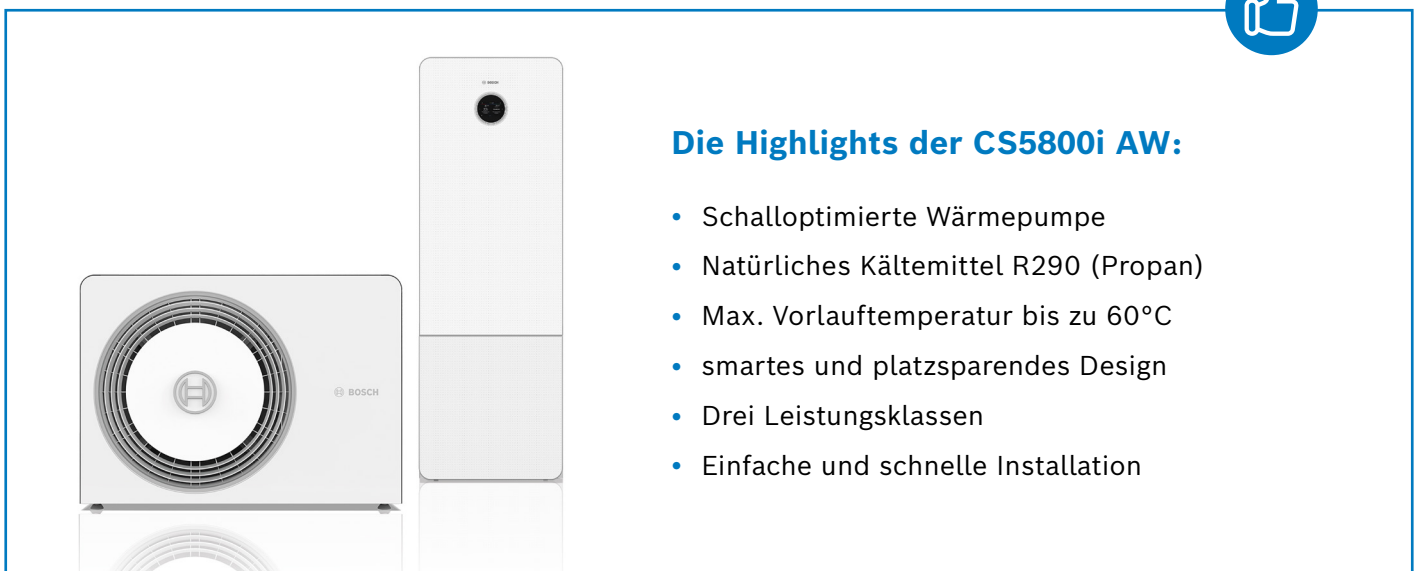 BOSCH
Die Highlights der CS5800i AW:
• Schalloptimierte Wärmepumpe
• Natürliches Kältemittel R290 (Propan)
• Max. Vorlauftemperatur bis zu 60°C
• smartes und platzsparendes Design
• Drei Leistungsklassen
• Einfache und schnelle Installation
BOSCH